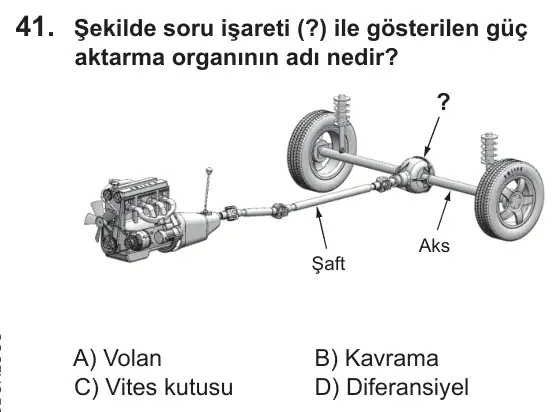 41. Şekilde soru işareti (?) ile gösterilen güç
aktarma organının adı nedir?
?
Aks
Şaft
A) Volan B) Kavrama
C) Vites kutusu D) Diferansiyel